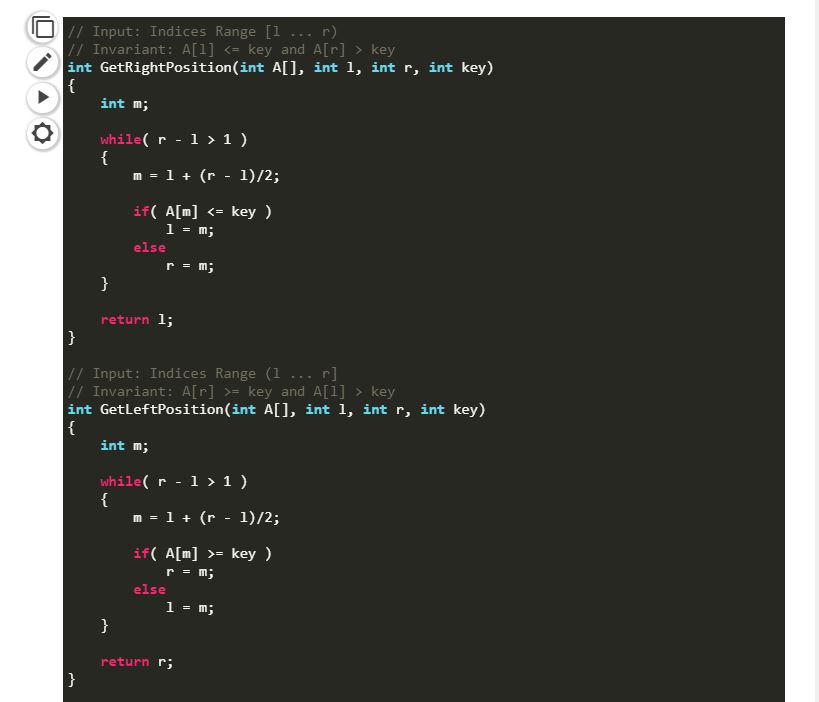 // Input: Indices Range [l ... r)
// Invariant: A[l] <= key and A[r] > key
int GetRightPosition(int A[], int l, int r, int key)
{
    int m;

    while( r - l > 1 )
    {
        m = l + (r - l)/2;

        if( A[m] <= key )
            l = m;
        else
            r = m;
    }

    return l;
}

// Input: Indices Range (l ... r]
// Invariant: A[r] >= key and A[l] > key
int GetLeftPosition(int A[], int l, int r, int key)
{
    int m;

    while( r - l > 1 )
    {
        m = l + (r - l)/2;

        if( A[m] >= key )
            r = m;
        else
            l = m;
    }

    return r;
}